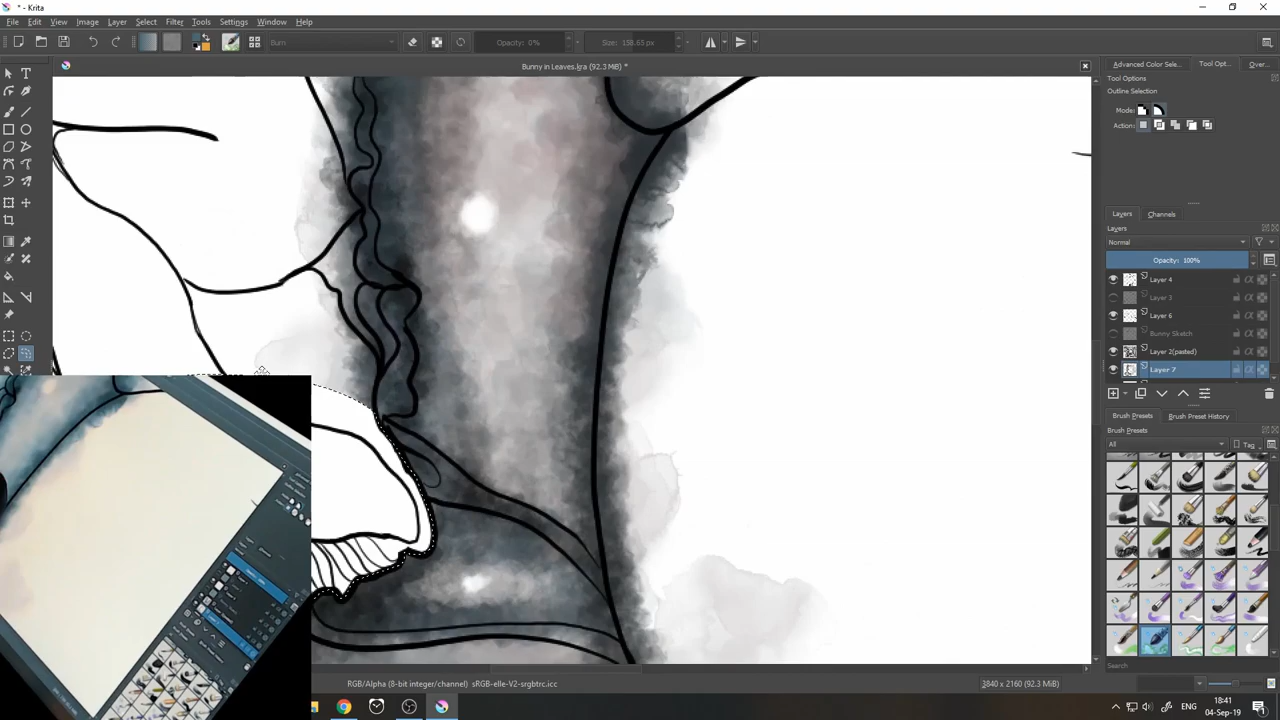 * - Krita
File Edit View Image Layer Select Filter Tools Settings Window Help
Burn Opacity: 0% Size: 158.65 px
Bunny in Leaves.kra (92.3 MiB) *
Advanced Color Sele... Tool Opt... Over...
Tool Options
Outline Selection
Mode:
Action:
Layers Channels
Layers
Normal
Opacity: 100%
Layer 4
Layer 3
Layer 6
Bunny Sketch
Layer 2(pasted)
Layer 7
Brush Presets Brush Preset History
Brush Presets
All Tag
Search
RGB/Alpha (8-bit integer/channel) sRGB-elle-V2-srgbtrc.icc 3840 x 2160 (92.3 MiB)
ENG 18:41
04-Sep-19